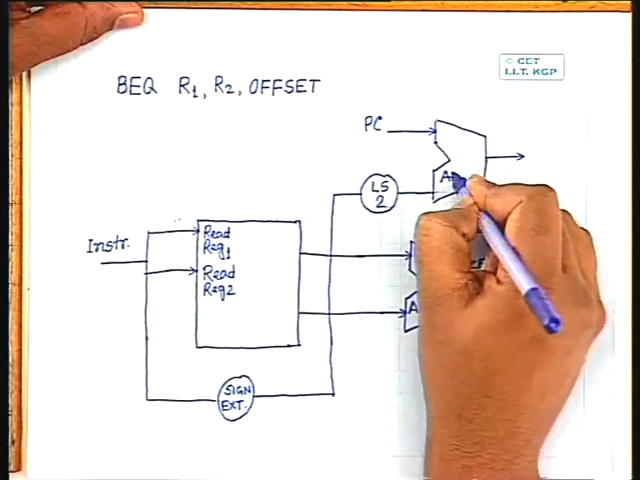 © CET
I.I.T. KGP
BEQ R1, R2, OFFSET
PC
LS
2
Instr.
Read
Reg1
Read
Reg2
SIGN
EXT.